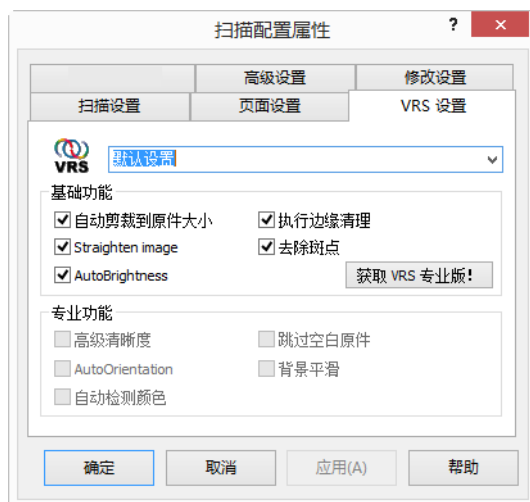 扫描配置属性 ? ×
高级设置 修改设置
扫描设置 页面设置 VRS 设置
VRS 默认设置
基础功能
自动剪裁到原件大小 执行边缘清理
Straighten image 去除斑点
AutoBrightness 获取 VRS 专业版!
专业功能
高级清晰度 跳过空白原件
AutoOrientation 背景平滑
自动检测颜色
确定 取消 应用(A) 帮助